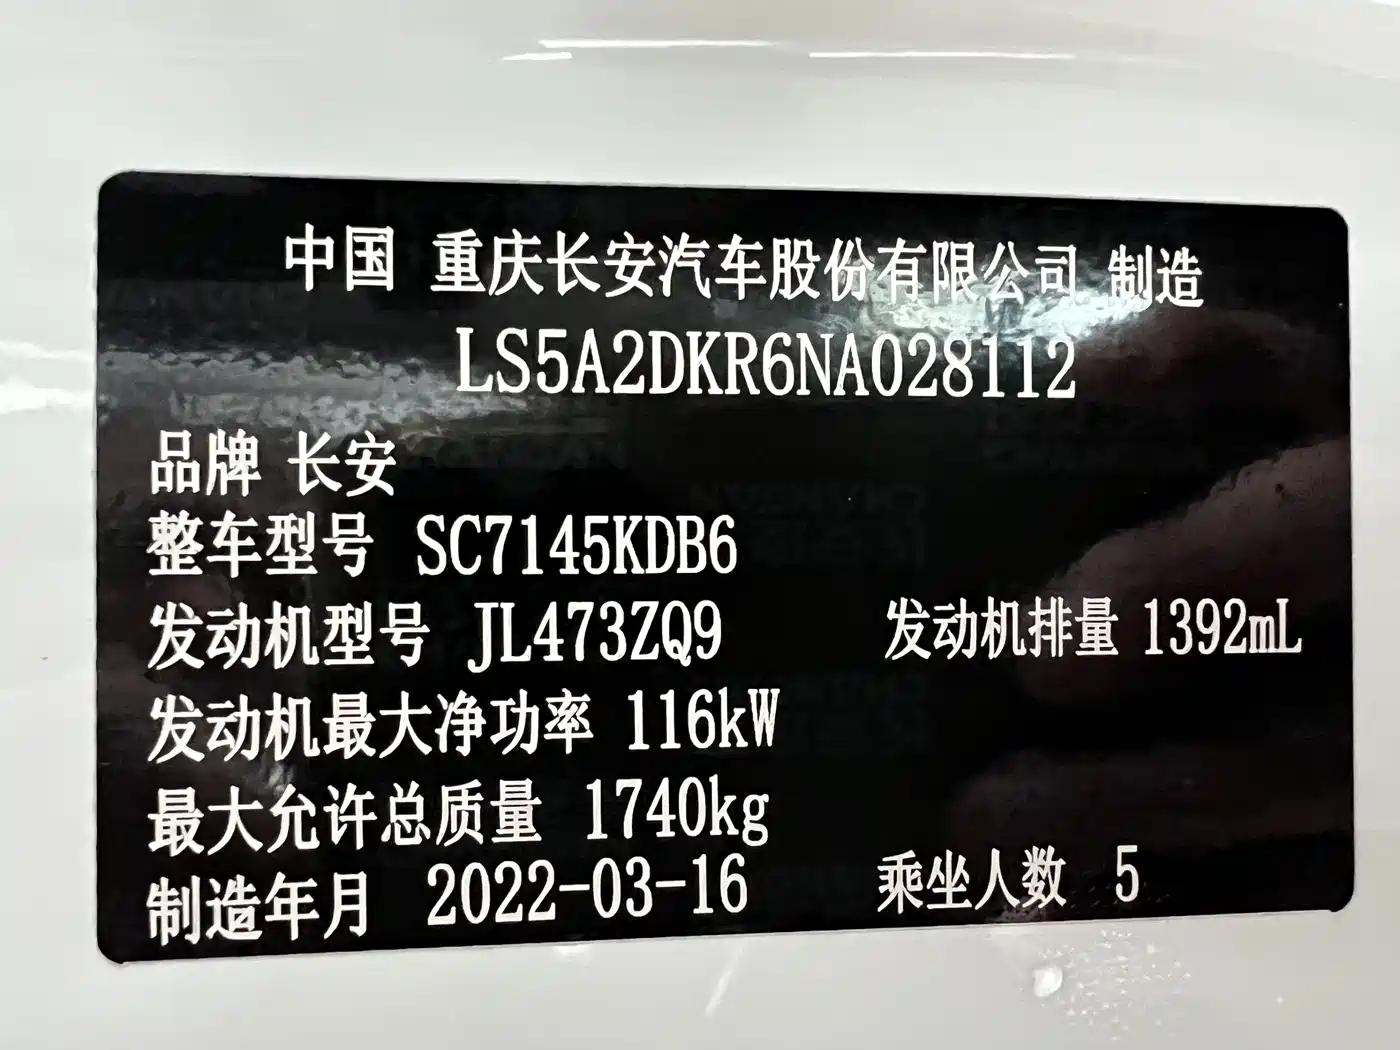 中国 重庆长安汽车股份有限公司 制造
LS5A2DKR6NA028112
品牌 长安
整车型号 SC7145KDB6
发动机型号 JL473ZQ9 发动机排量 1392mL
发动机最大净功率 116kW
最大允许总质量 1740kg
制造年月 2022-03-16 乘坐人数 5